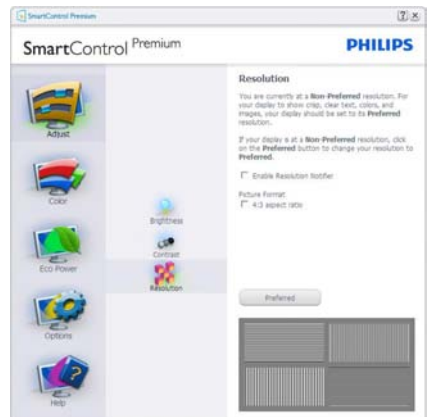 SmartControl Premium
? x
SmartControl Premium
PHILIPS
Adjust
Color
Eco Power
Options
Help
Brightness
Contrast
Resolution
Resolution
You are currently at a Non-Preferred resolution. For
your display to show crisp, clear text, colors, and
images, your display should be set to its Preferred
resolution.
If your display is at a Non-Preferred resolution, click
on the Preferred button to change your resolution to
Preferred.
Enable Resolution Notifier
Picture Format
4:3 aspect ratio
Preferred